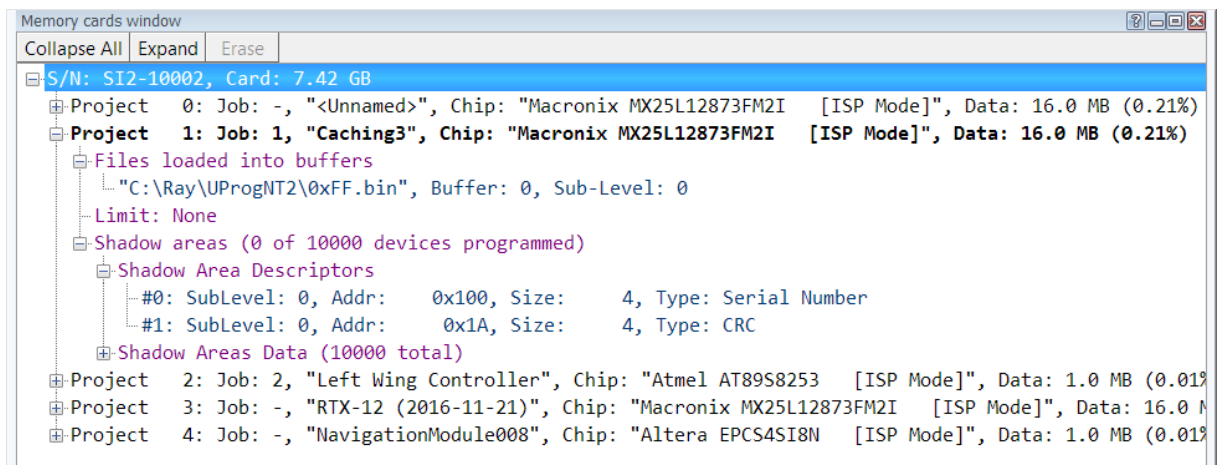 Memory cards window
Collapse All Expand Erase
S/N: SI2-10002, Card: 7.42 GB
Project 0: Job: -, "<Unnamed>", Chip: "Macronix MX25L12873FM2I [ISP Mode]", Data: 16.0 MB (0.21%)
Project 1: Job: 1, "Caching3", Chip: "Macronix MX25L12873FM2I [ISP Mode]", Data: 16.0 MB (0.21%)
Files loaded into buffers
"C:\Ray\UProgNT2\0xFF.bin", Buffer: 0, Sub-Level: 0
Limit: None
Shadow areas (0 of 10000 devices programmed)
Shadow Area Descriptors
#0: SubLevel: 0, Addr: 0x100, Size: 4, Type: Serial Number
#1: SubLevel: 0, Addr: 0x1A, Size: 4, Type: CRC
Shadow Areas Data (10000 total)
Project 2: Job: 2, "Left Wing Controller", Chip: "Atmel AT89S8253 [ISP Mode]", Data: 1.0 MB (0.01%
Project 3: Job: -, "RTX-12 (2016-11-21)", Chip: "Macronix MX25L12873FM2I [ISP Mode]", Data: 16.0 M
Project 4: Job: -, "NavigationModule008", Chip: "Altera EPCS4SI8N [ISP Mode]", Data: 1.0 MB (0.01%